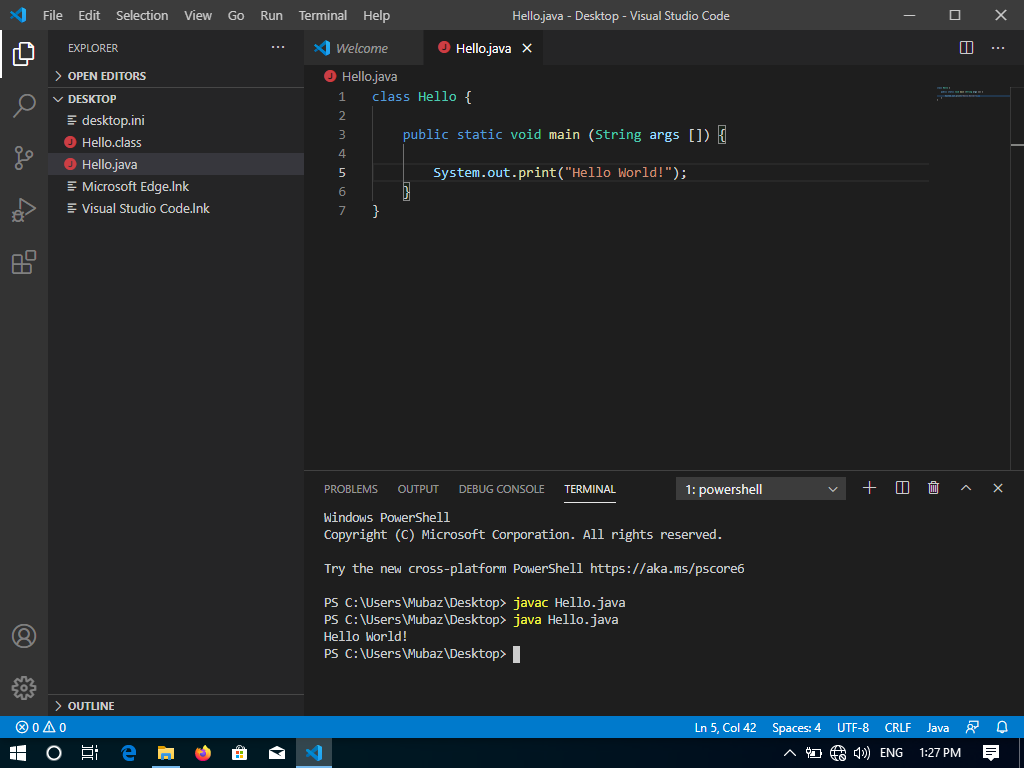 File Edit Selection View Go Run Terminal Help Hello.java - Desktop - Visual Studio Code
EXPLORER ···
OPEN EDITORS
DESKTOP
desktop.ini
Hello.class
Hello.java
Microsoft Edge.lnk
Visual Studio Code.lnk
OUTLINE
Welcome Hello.java
Hello.java
1 class Hello {
2
3 public static void main (String args []) {
4
5 System.out.print("Hello World!");
6 }
7 }
PROBLEMS OUTPUT DEBUG CONSOLE TERMINAL 1: powershell
Windows PowerShell
Copyright (C) Microsoft Corporation. All rights reserved.
Try the new cross-platform PowerShell https://aka.ms/pscore6
PS C:\Users\Mubaz\Desktop> javac Hello.java
PS C:\Users\Mubaz\Desktop> java Hello.java
Hello World!
PS C:\Users\Mubaz\Desktop>
0 0 Ln 5, Col 42 Spaces: 4 UTF-8 CRLF Java
ENG 1:27 PM